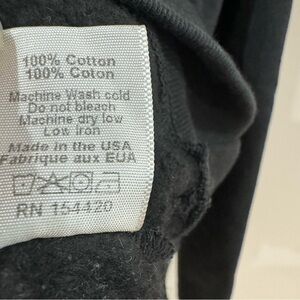 100% Cotton
100% Coton
Machine Wash cold
Do not bleach
Machine dry low
Low iron
Made in the USA
Fabrique aux EUA
RN 154420